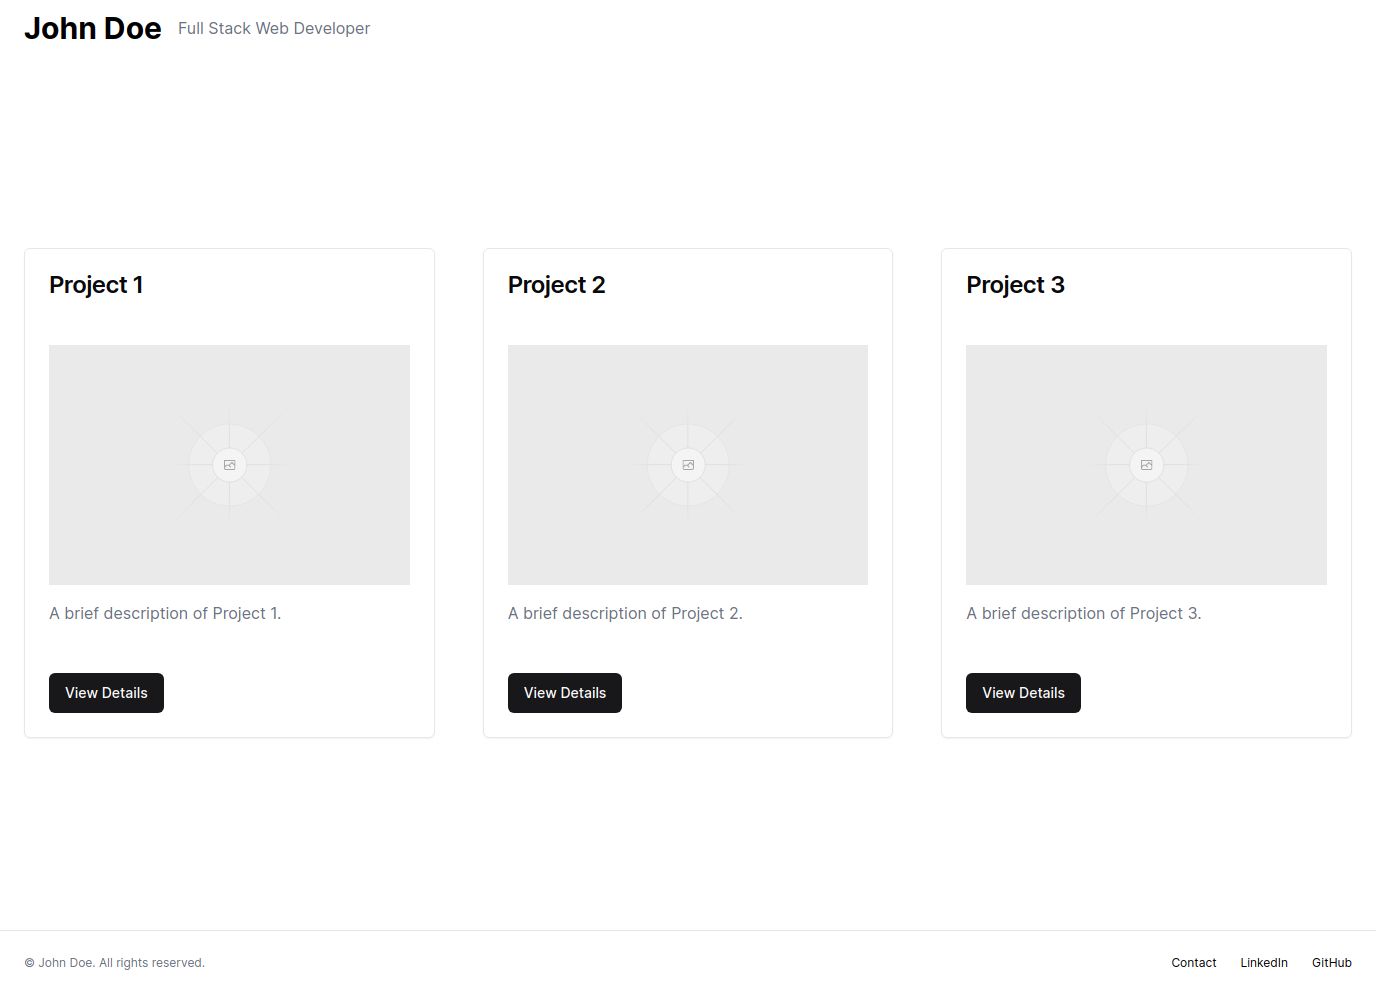 John Doe Full Stack Web Developer
Project 1
Project 2
Project 3
A brief description of Project 1.
A brief description of Project 2.
A brief description of Project 3.
View Details
View Details
View Details
© John Doe. All rights reserved.
Contact LinkedIn GitHub